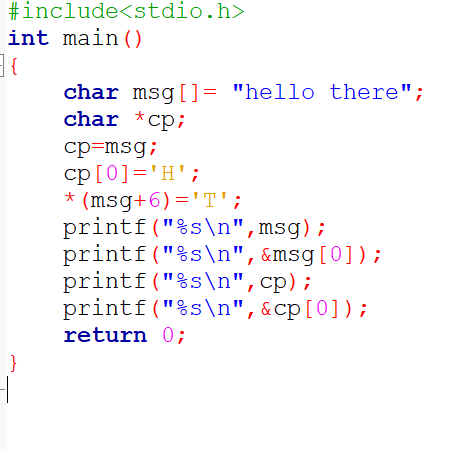 #include<stdio.h>
int main()
{
    char msg[]= "hello there";
    char *cp;
    cp=msg;
    cp[0]='H';
    *(msg+6)='T';
    printf("%s\n",msg);
    printf("%s\n",&msg[0]);
    printf("%s\n",cp);
    printf("%s\n",&cp[0]);
    return 0;
}